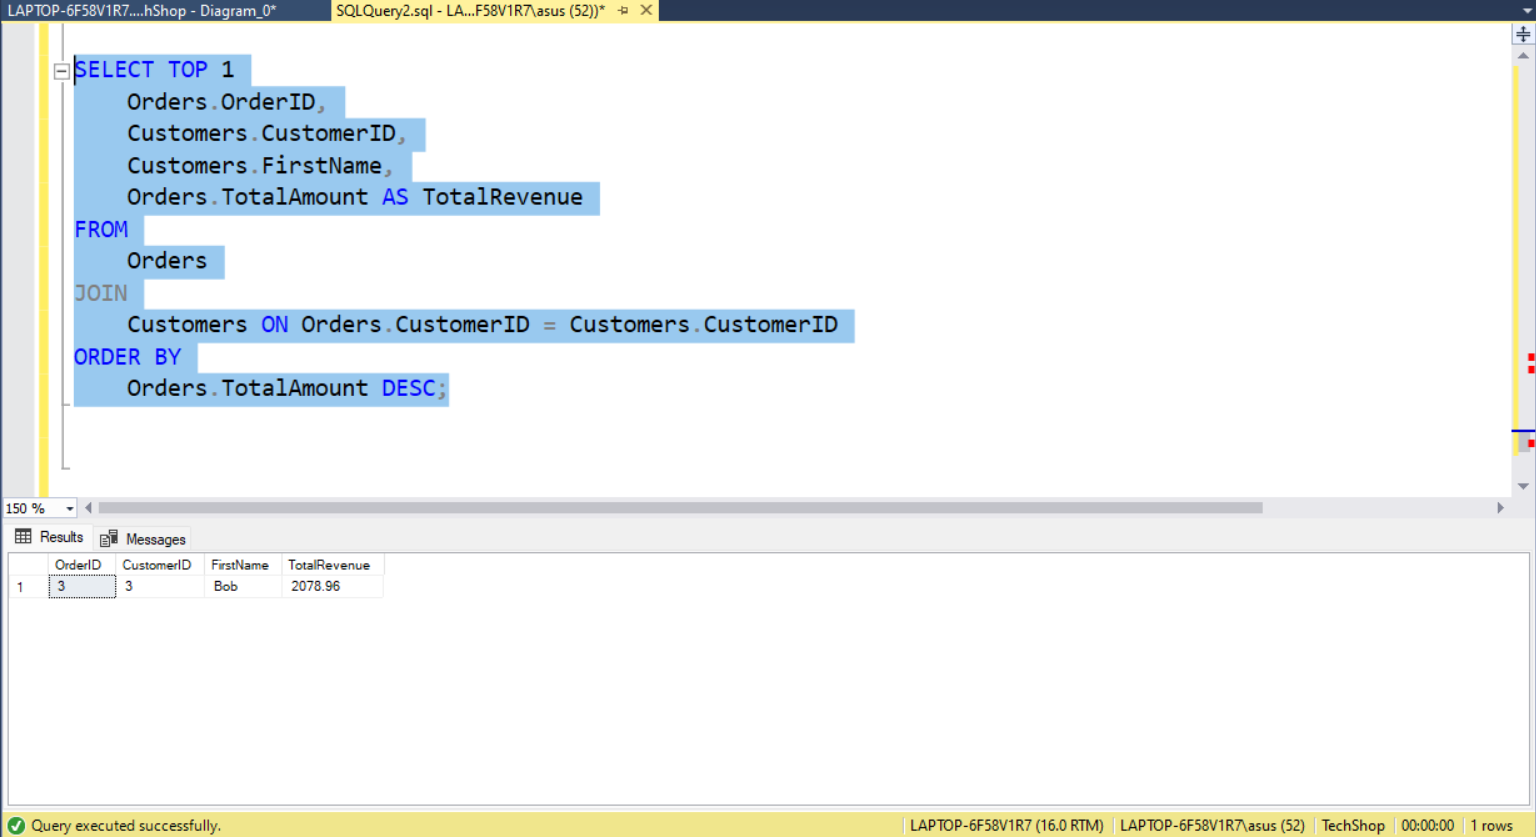 LAPTOP-6F58V1R7....hShop - Diagram_0*
SQLQuery2.sql - LA...F58V1R7\asus (52))*
SELECT TOP 1
Orders.OrderID,
Customers.CustomerID,
Customers.FirstName,
Orders.TotalAmount AS TotalRevenue
FROM
Orders
JOIN
Customers ON Orders.CustomerID = Customers.CustomerID
ORDER BY
Orders.TotalAmount DESC;
150 %
Results Messages
OrderID CustomerID FirstName TotalRevenue
1 3 3 Bob 2078.96
Query executed successfully. LAPTOP-6F58V1R7 (16.0 RTM) LAPTOP-6F58V1R7\asus (52) TechShop 00:00:00 1 rows